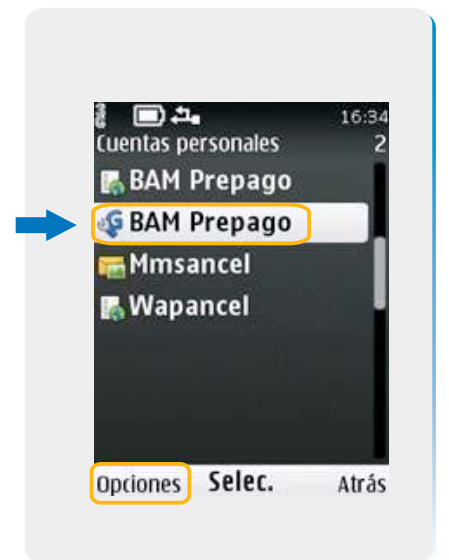 16:34
Cuentas personales 2
BAM Prepago
BAM Prepago
Mmsancel
Wapancel
Opciones Selec. Atrás